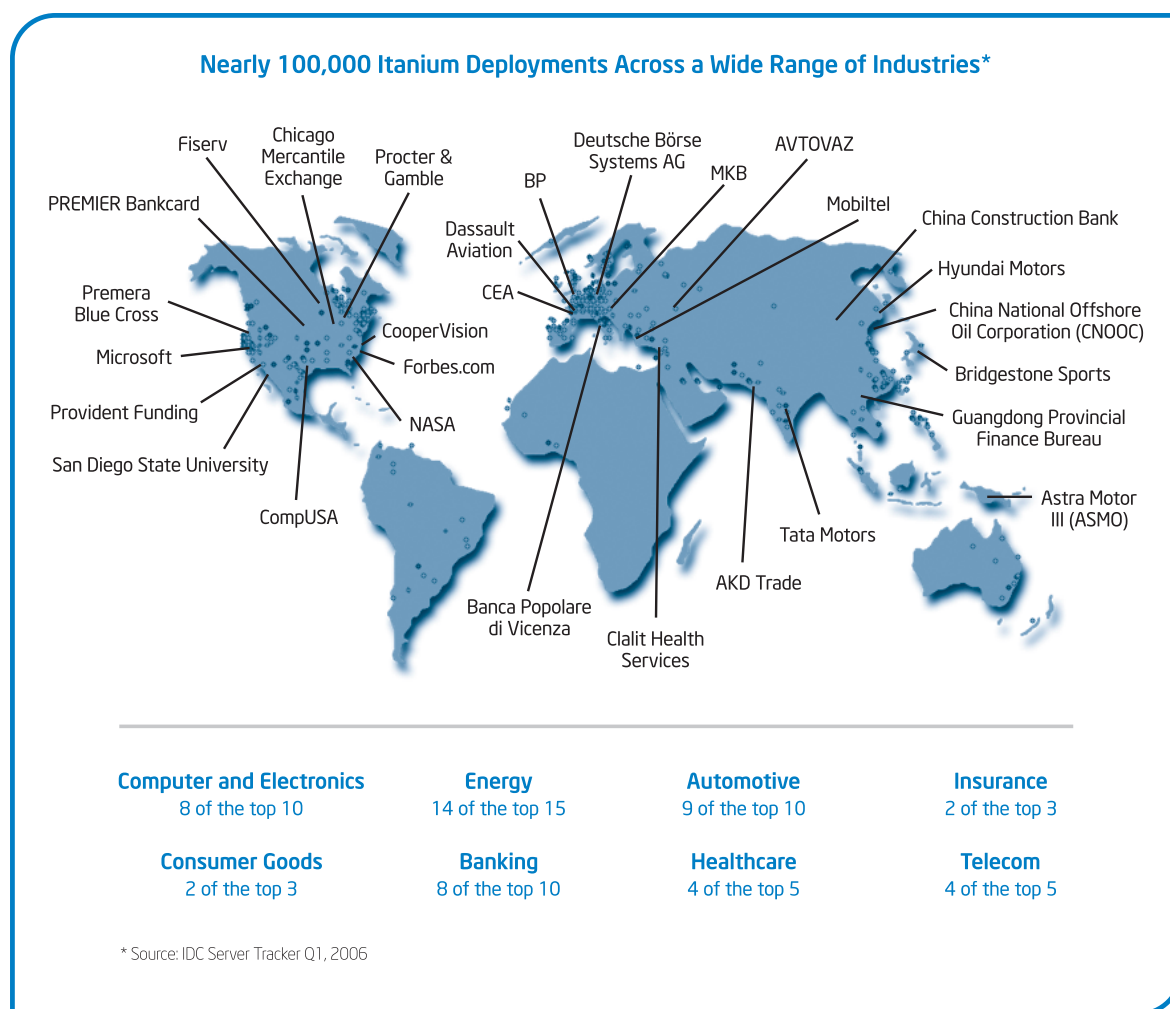 Nearly 100,000 Itanium Deployments Across a Wide Range of Industries*
Fiserv
Chicago
Mercantile
Exchange
Procter &
Gamble
PREMIER Bankcard
Premera
Blue Cross
Microsoft
Provident Funding
San Diego State University
CompUSA
CooperVision
Forbes.com
NASA
Deutsche Börse
Systems AG
AVTOVAZ
BP
MKB
Dassault
Aviation
CEA
Mobiltel
China Construction Bank
Hyundai Motors
China National Offshore
Oil Corporation (CNOOC)
Bridgestone Sports
Guangdong Provincial
Finance Bureau
Astra Motor
III (ASMO)
Tata Motors
AKD Trade
Banca Popolare
di Vicenza
Clalit Health
Services
Computer and Electronics
8 of the top 10
Energy
14 of the top 15
Automotive
9 of the top 10
Insurance
2 of the top 3
Consumer Goods
2 of the top 3
Banking
8 of the top 10
Healthcare
4 of the top 5
Telecom
4 of the top 5
* Source: IDC Server Tracker Q1, 2006